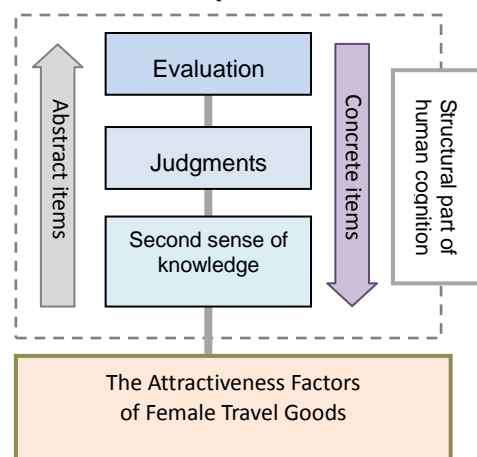 Evaluation
Abstract items
Concrete items
Structural part of
human cognition
Judgments
Second sense of
knowledge
The Attractiveness Factors
of Female Travel Goods